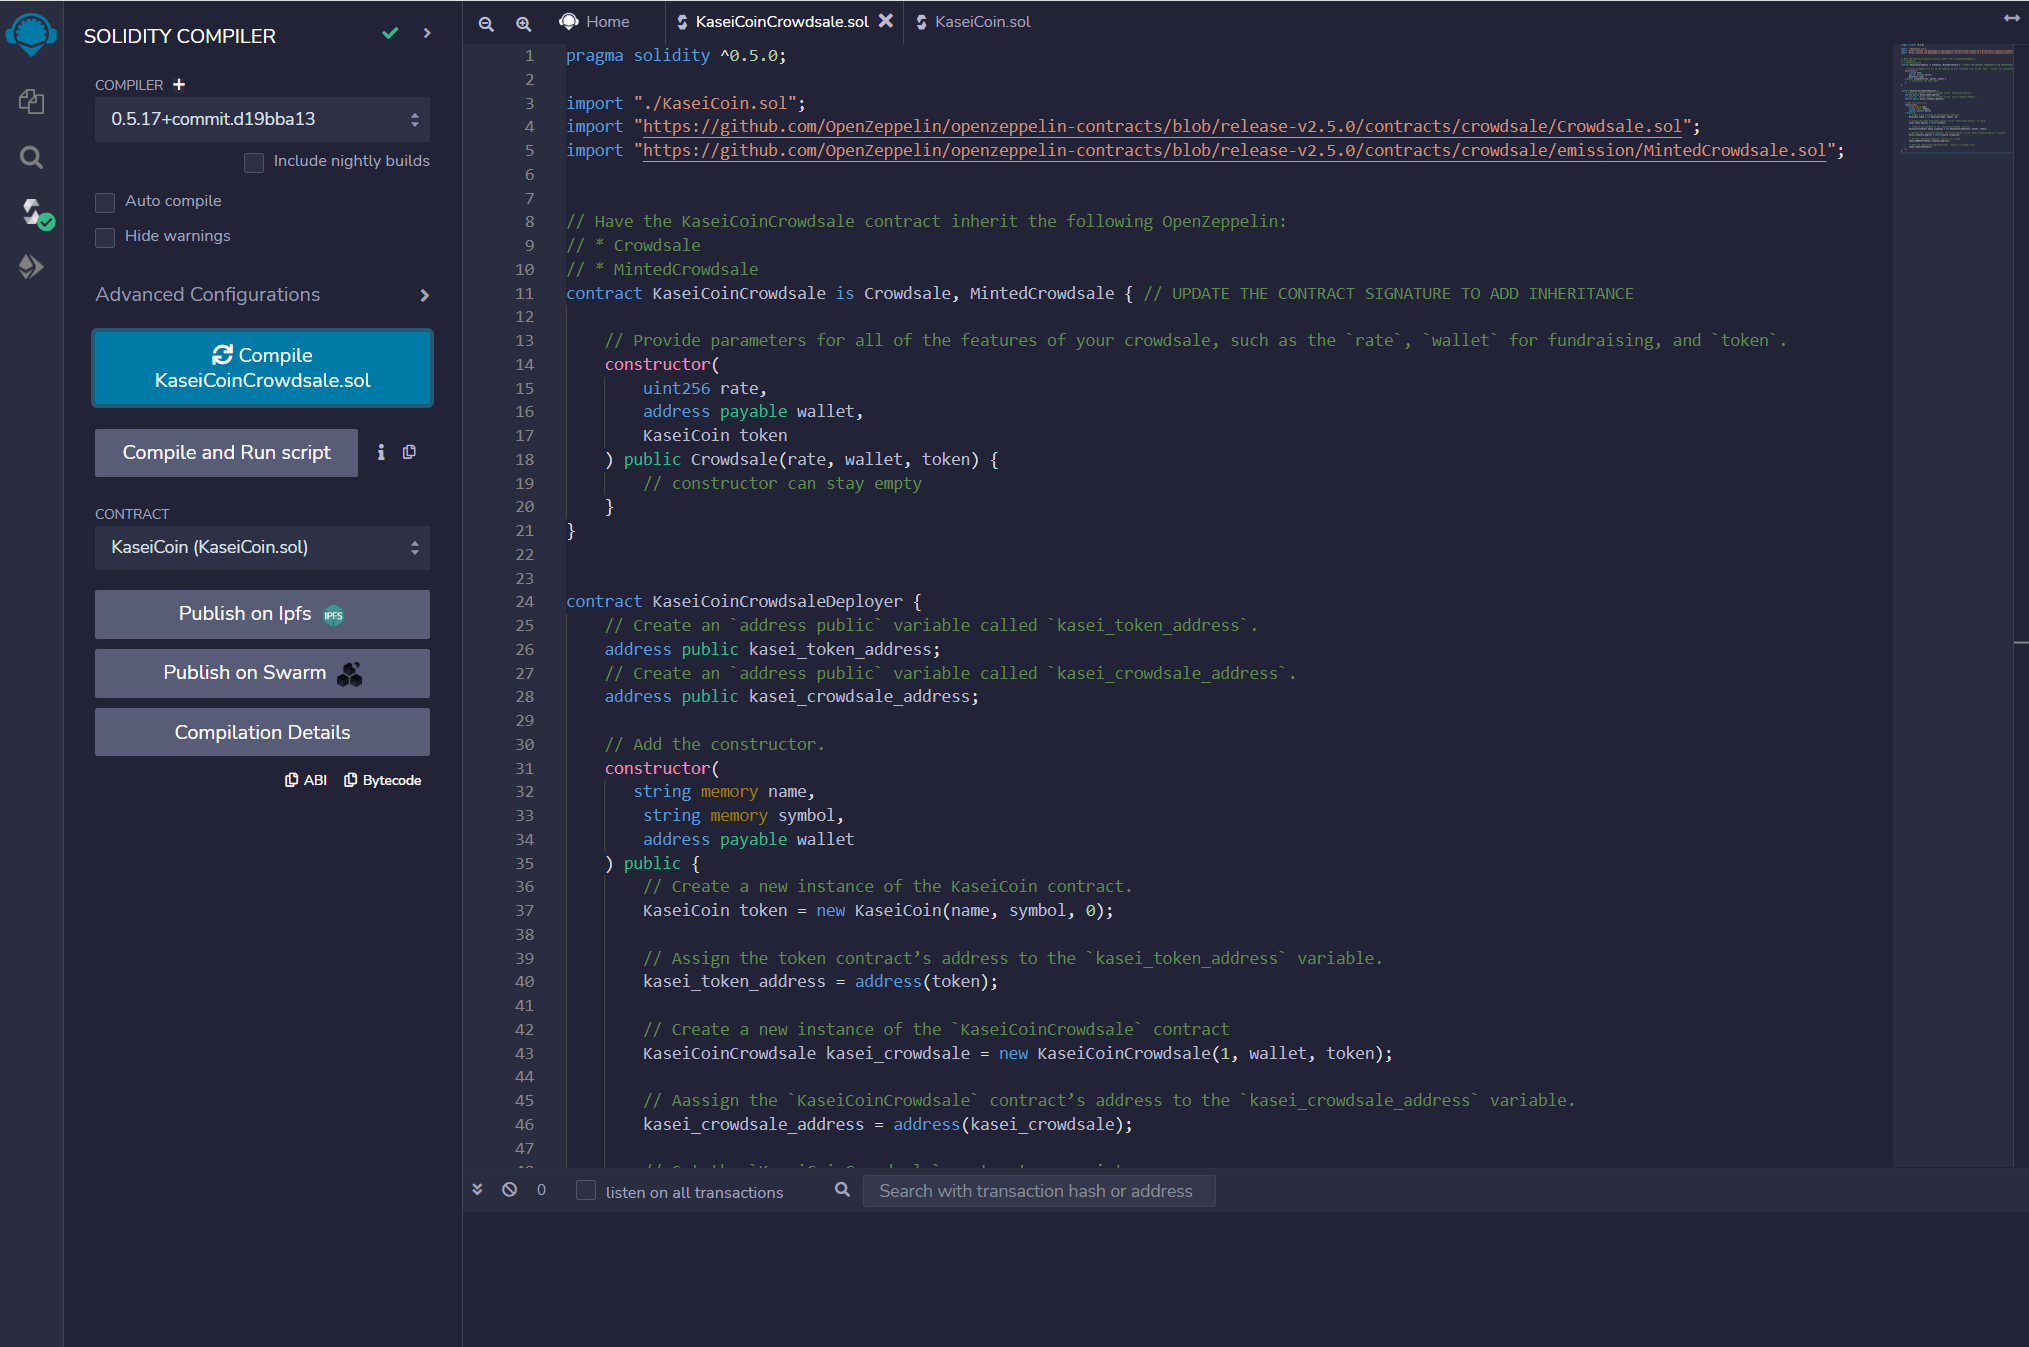 SOLIDITY COMPILER
COMPILER
0.5.17+commit.d19bba13
Include nightly builds
Auto compile
Hide warnings
Advanced Configurations
Compile
KaseiCoinCrowdsale.sol
Compile and Run script
CONTRACT
KaseiCoin (KaseiCoin.sol)
Publish on Ipfs IPFS
Publish on Swarm
Compilation Details
ABI Bytecode
Home KaseiCoinCrowdsale.sol KaseiCoin.sol
1 pragma solidity ^0.5.0;
2
3 import "./KaseiCoin.sol";
4 import "https://github.com/OpenZeppelin/openzeppelin-contracts/blob/release-v2.5.0/contracts/crowdsale/Crowdsale.sol";
5 import "https://github.com/OpenZeppelin/openzeppelin-contracts/blob/release-v2.5.0/contracts/crowdsale/emission/MintedCrowdsale.sol";
6
7
8 // Have the KaseiCoinCrowdsale contract inherit the following OpenZeppelin:
9 // * Crowdsale
10 // * MintedCrowdsale
11 contract KaseiCoinCrowdsale is Crowdsale, MintedCrowdsale { // UPDATE THE CONTRACT SIGNATURE TO ADD INHERITANCE
12
13 // Provide parameters for all of the features of your crowdsale, such as the `rate`, `wallet` for fundraising, and `token`.
14 constructor(
15 uint256 rate,
16 address payable wallet,
17 KaseiCoin token
18 ) public Crowdsale(rate, wallet, token) {
19 // constructor can stay empty
20 }
21 }
22
23
24 contract KaseiCoinCrowdsaleDeployer {
25 // Create an `address public` variable called `kasei_token_address`.
26 address public kasei_token_address;
27 // Create an `address public` variable called `kasei_crowdsale_address`.
28 address public kasei_crowdsale_address;
29
30 // Add the constructor.
31 constructor(
32 string memory name,
33 string memory symbol,
34 address payable wallet
35 ) public {
36 // Create a new instance of the KaseiCoin contract.
37 KaseiCoin token = new KaseiCoin(name, symbol, 0);
38
39 // Assign the token contract’s address to the `kasei_token_address` variable.
40 kasei_token_address = address(token);
41
42 // Create a new instance of the `KaseiCoinCrowdsale` contract
43 KaseiCoinCrowdsale kasei_crowdsale = new KaseiCoinCrowdsale(1, wallet, token);
44
45 // Aassign the `KaseiCoinCrowdsale` contract’s address to the `kasei_crowdsale_address` variable.
46 kasei_crowdsale_address = address(kasei_crowdsale);
47
0 listen on all transactions Search with transaction hash or address